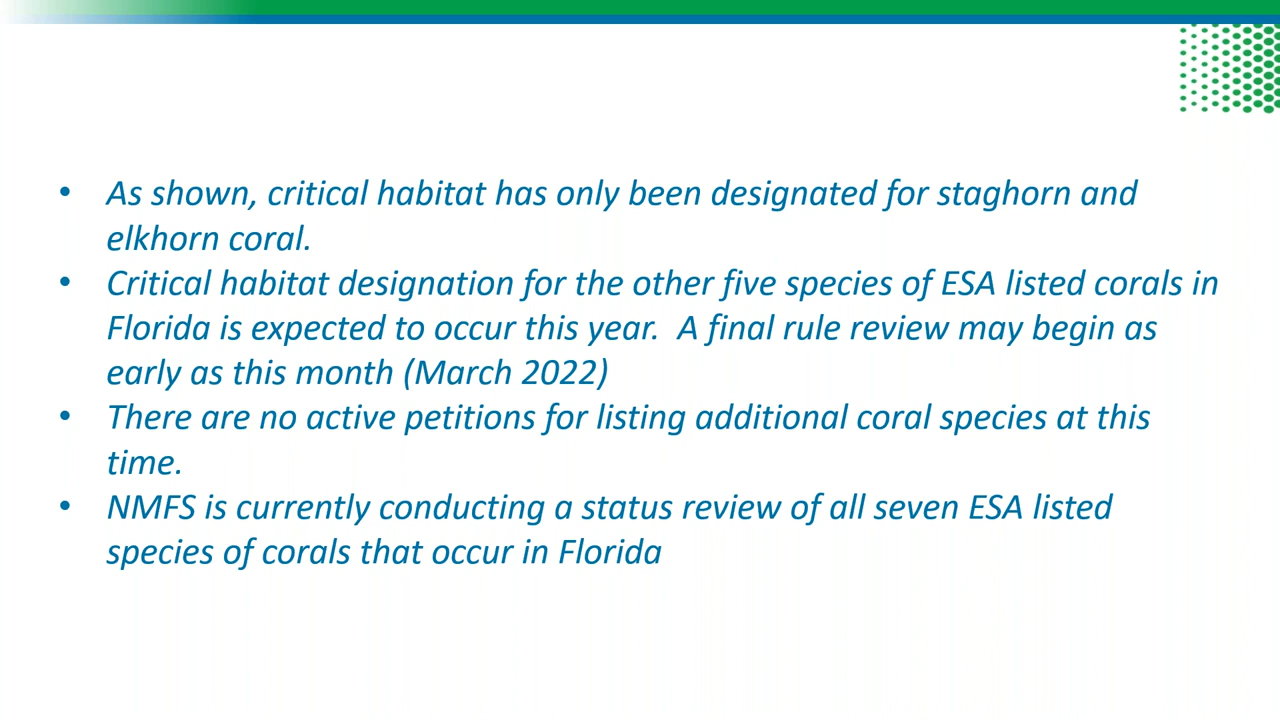 • As shown, critical habitat has only been designated for staghorn and
elkhorn coral.
• Critical habitat designation for the other five species of ESA listed corals in
Florida is expected to occur this year.  A final rule review may begin as
early as this month (March 2022)
• There are no active petitions for listing additional coral species at this
time.
• NMFS is currently conducting a status review of all seven ESA listed
species of corals that occur in Florida